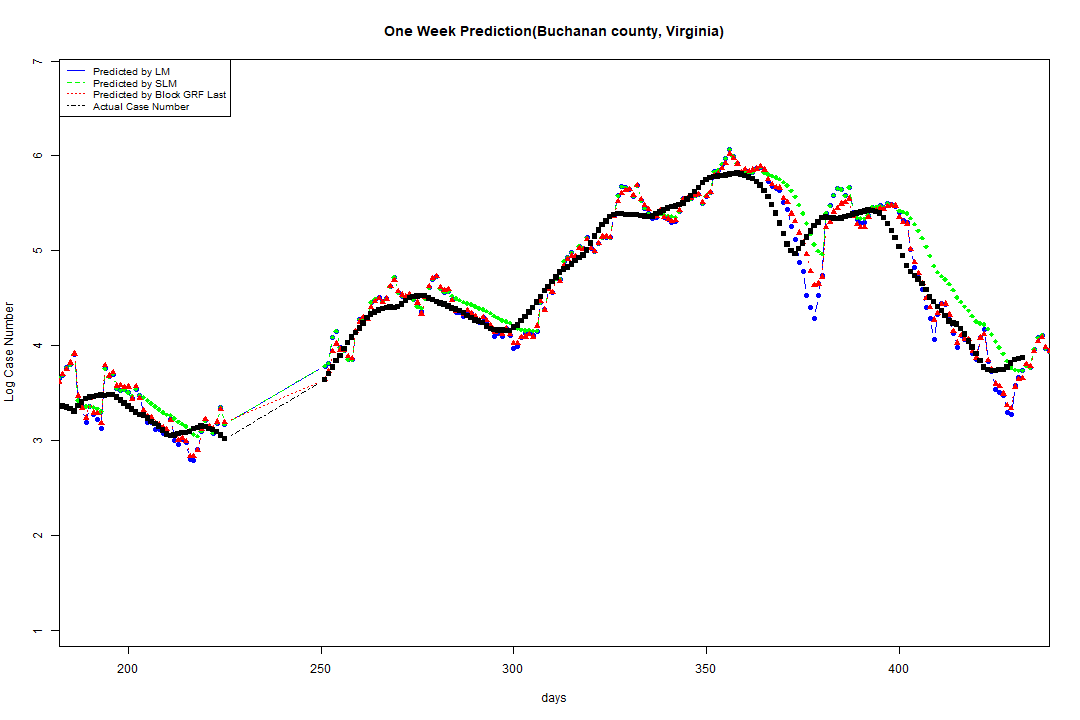 One Week Prediction(Buchanan county, Virginia)
Predicted by LM
Predicted by SLM
Predicted by Block GRF Last
Actual Case Number
Log Case Number
7
6
5
4
3
2
1
200 250 300 350 400
days